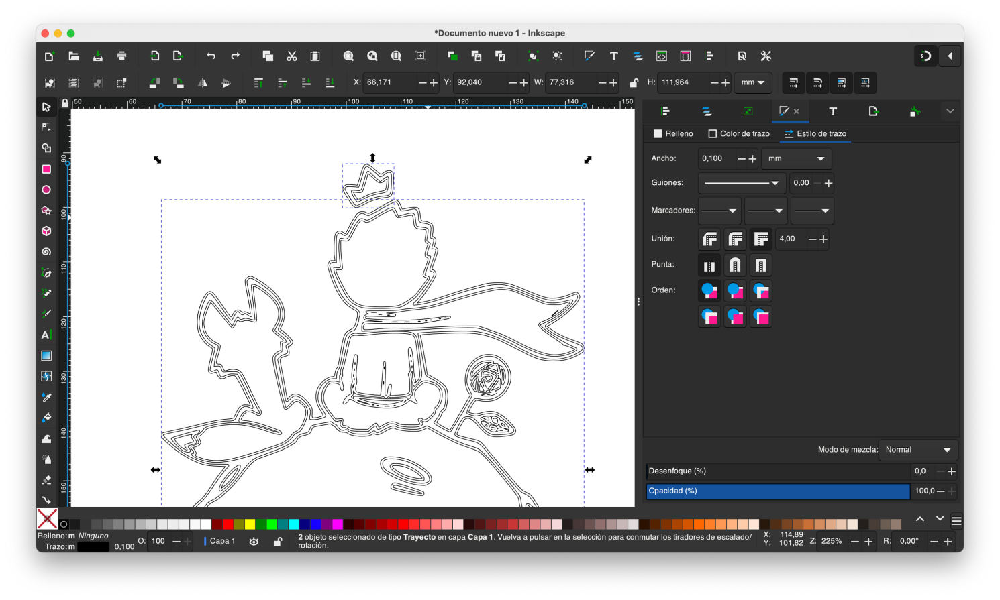 *Documento nuevo 1 - Inkscape
X: 66,171 Y: 92,040 W: 77,316 H: 111,964 mm
50 60 70 80 90 100 110 120 130 140 150
90 100 110 120 130 140 150
Relleno Color de trazo Estilo de trazo
Ancho: 0,100 mm
Guiones: 0,00
Marcadores:
Unión: 4,00
Punta:
Orden:
Modo de mezcla: Normal
Desenfoque (%) 0,0
Opacidad (%) 100,0
Relleno: m Ninguno
Trazo: m 0,100
O: 100
Capa 1
2 objeto seleccionado de tipo Trayecto en capa Capa 1. Vuelva a pulsar en la selección para conmutar los tiradores de escalado/
rotación.
X: 114,89
Y: 101,82
Z: 225% R: 0,00°